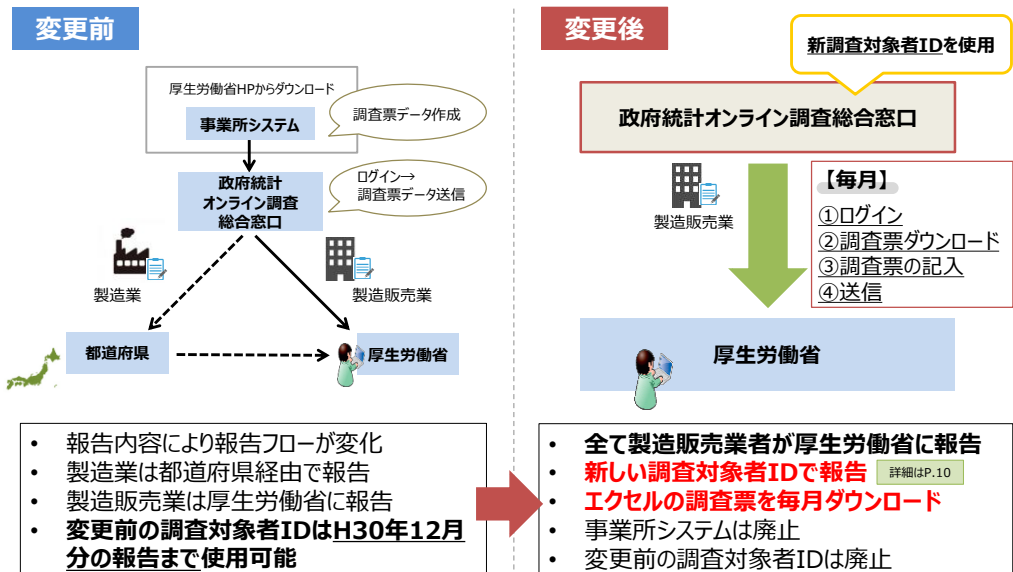 変更前
厚生労働省HPからダウンロード
事業所システム
調査票データ作成
政府統計
オンライン調査
総合窓口
ログイン→
調査票データ送信
製造業
製造販売業
都道府県
厚生労働省
• 報告内容により報告フローが変化
• 製造業は都道府県経由で報告
• 製造販売業は厚生労働省に報告
• 変更前の調査対象者IDはH30年12月
分の報告まで使用可能
変更後
新調査対象者IDを使用
政府統計オンライン調査総合窓口
製造販売業
【毎月】
①ログイン
②調査票ダウンロード
③調査票の記入
④送信
厚生労働省
• 全て製造販売業者が厚生労働省に報告
• 新しい調査対象者IDで報告 詳細はP.10
• エクセルの調査票を毎月ダウンロード
• 事業所システムは廃止
• 変更前の調査対象者IDは廃止